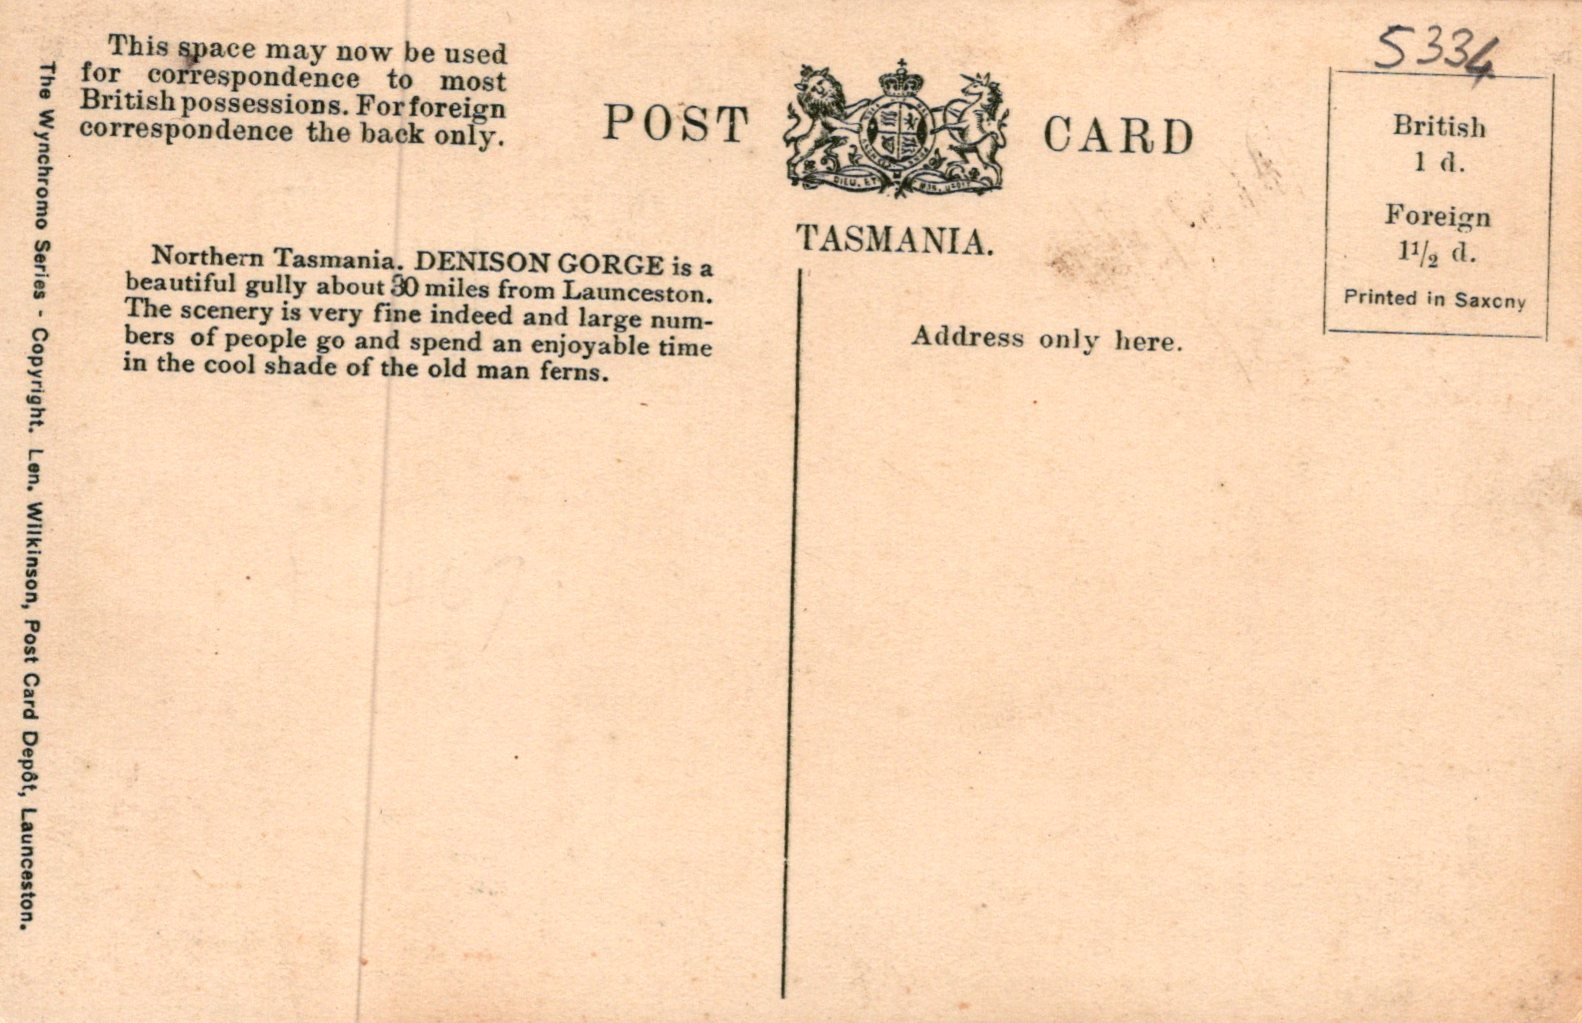 5334
This space may now be used
for correspondence to most
British possessions. For foreign
correspondence the back only.
POST CARD
DIEU. ET
TASMANIA.
British
1 d.
Foreign
1 1/2 d.
Printed in Saxony
Northern Tasmania. DENISON GORGE is a
beautiful gully about 30 miles from Launceston.
The scenery is very fine indeed and large num-
bers of people go and spend an enjoyable time
in the cool shade of the old man ferns.
Address only here.
The Wynchromo Series - Copyright. Len. Wilkinson, Post Card Depôt, Launceston.